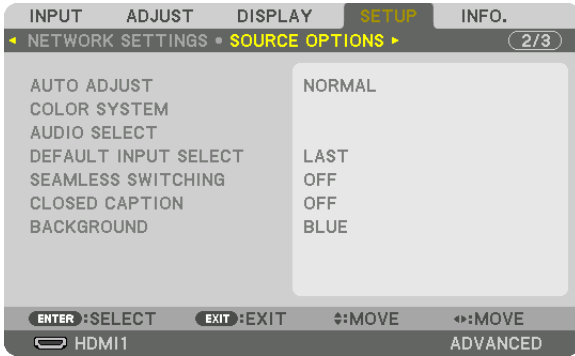 INPUT ADJUST DISPLAY SETUP INFO.
NETWORK SETTINGS • SOURCE OPTIONS 2/3
AUTO ADJUST NORMAL
COLOR SYSTEM
AUDIO SELECT
DEFAULT INPUT SELECT LAST
SEAMLESS SWITCHING OFF
CLOSED CAPTION OFF
BACKGROUND BLUE
ENTER :SELECT EXIT :EXIT :MOVE :MOVE
HDMI1 ADVANCED